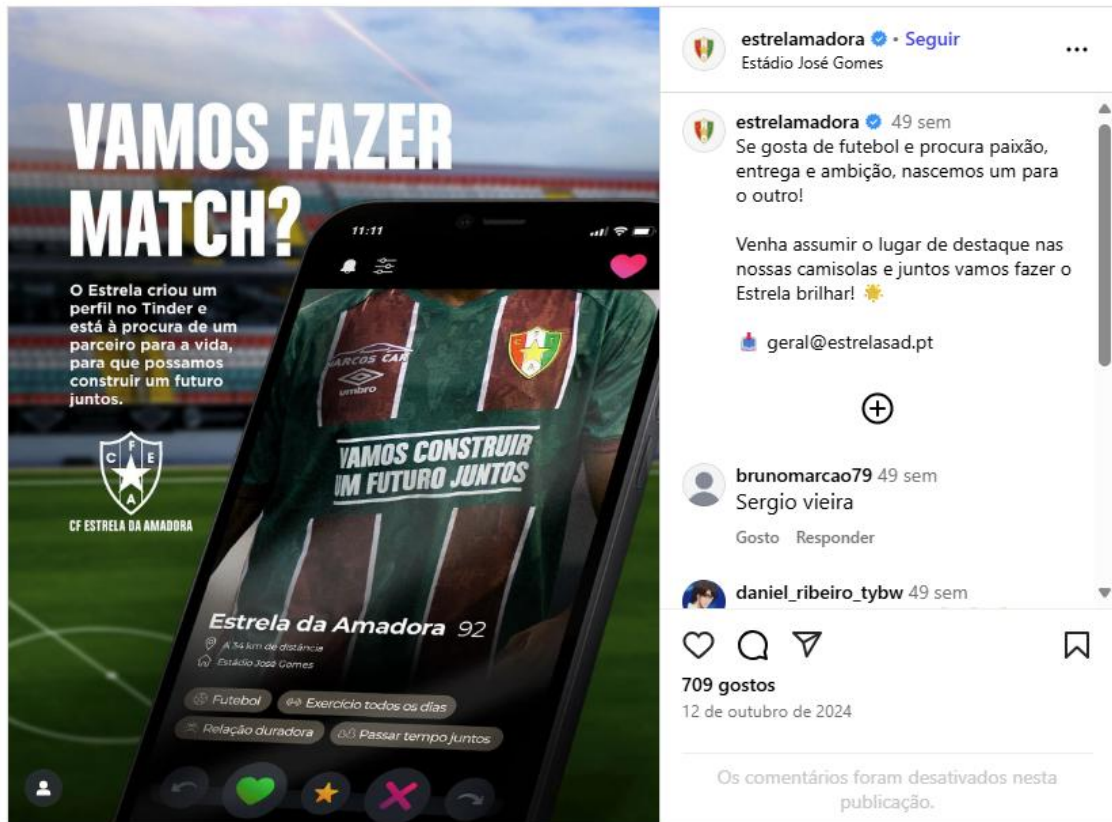 VAMOS FAZER
MATCH?
O Estrela criou um
perfil no Tinder e
está à procura de um
parceiro para a vida,
para que possamos
construir um futuro
juntos.
C F E
A
CF ESTRELA DA AMADORA
11:11
MARCOS CAR
umbro
C F E
A
VAMOS CONSTRUIR
UM FUTURO JUNTOS
Estrela da Amadora 92
A 34 km de distância
Estádio José Gomes
Futebol
Exercício todos os dias
Relação duradora
Passar tempo juntos
estrelamadora • Seguir
Estádio José Gomes
estrelamadora 49 sem
Se gosta de futebol e procura paixão,
entrega e ambição, nascemos um para
o outro!
Venha assumir o lugar de destaque nas
nossas camisolas e juntos vamos fazer o
Estrela brilhar! 🌟
📩 geral@estrelasad.pt
brunomarcao79 49 sem
Sergio vieira
Gosto Responder
daniel_ribeiro_tybw 49 sem
709 gostos
12 de outubro de 2024
Os comentários foram desativados nesta
publicação.